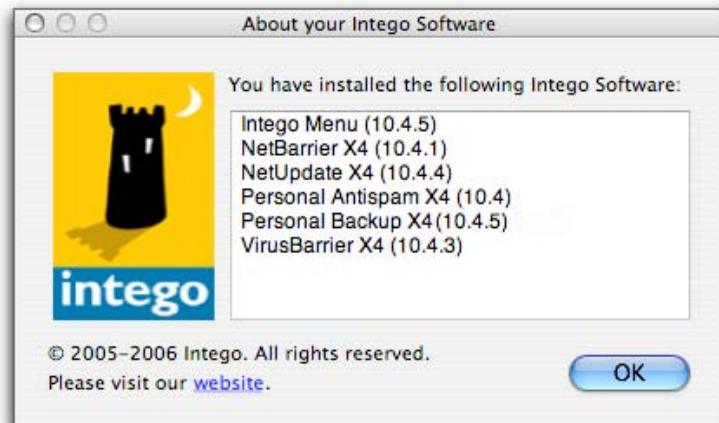 About your Intego Software
You have installed the following Intego Software:
Intego Menu (10.4.5)
NetBarrier X4 (10.4.1)
NetUpdate X4 (10.4.4)
Personal Antispam X4 (10.4)
Personal Backup X4(10.4.5)
VirusBarrier X4 (10.4.3)
intego
© 2005-2006 Intego. All rights reserved.
Please visit our website.
OK